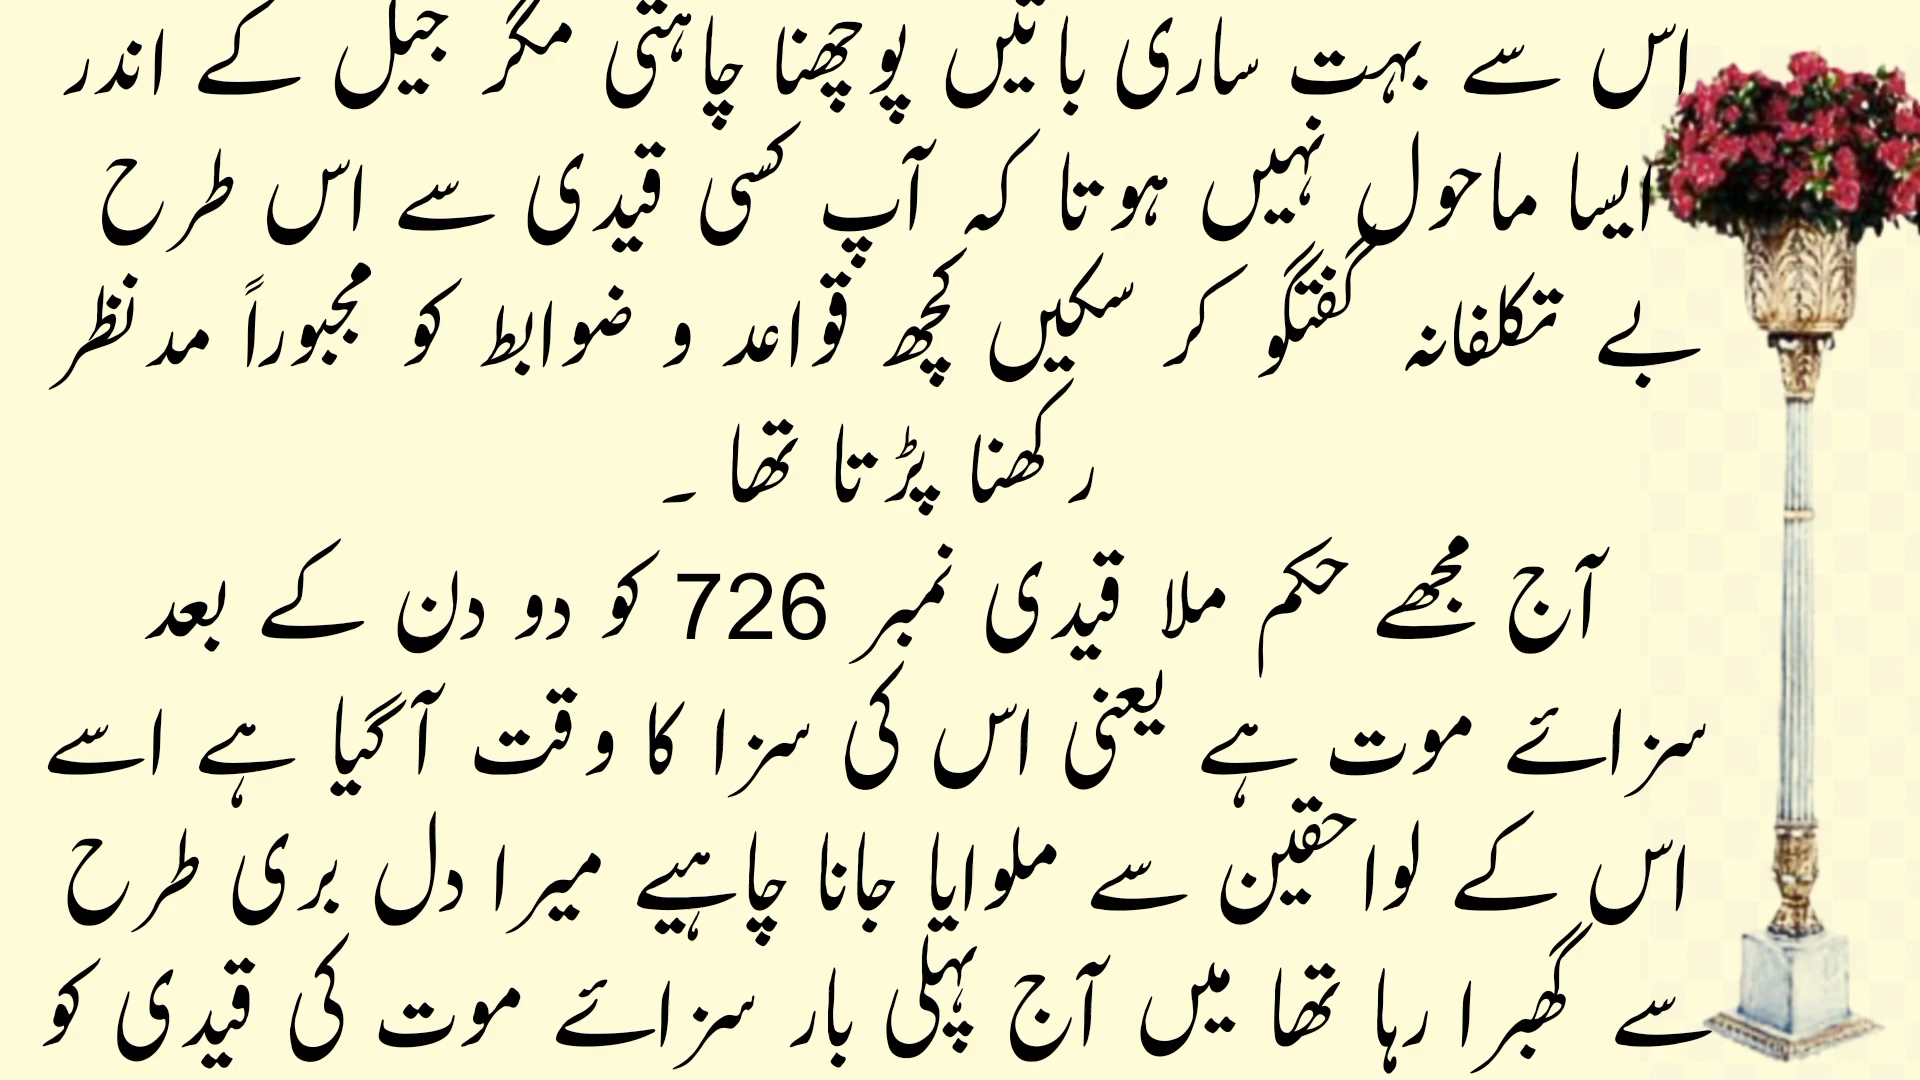 اس سے بہت ساری باتیں پوچھنا چاہتی مگر جیل کے اندر
ایسا ماحول نہیں ہوتا کہ آپ کسی قیدی سے اس طرح
بے تکلفانہ گفتگو کر سکیں کچھ قواعد و ضوابط کو مجبوراً مدنظر
رکھنا پڑتا تھا ۔
آج مجھے حکم ملا قیدی نمبر 726 کو دو دن کے بعد
سزائے موت ہے یعنی اس کی سزا کا وقت آگیا ہے اسے
اس کے لواحقین سے ملوایا جانا چاہیے میرا دل بری طرح
سے گھبرا رہا تھا میں آج پہلی بار سزائے موت کی قیدی کو